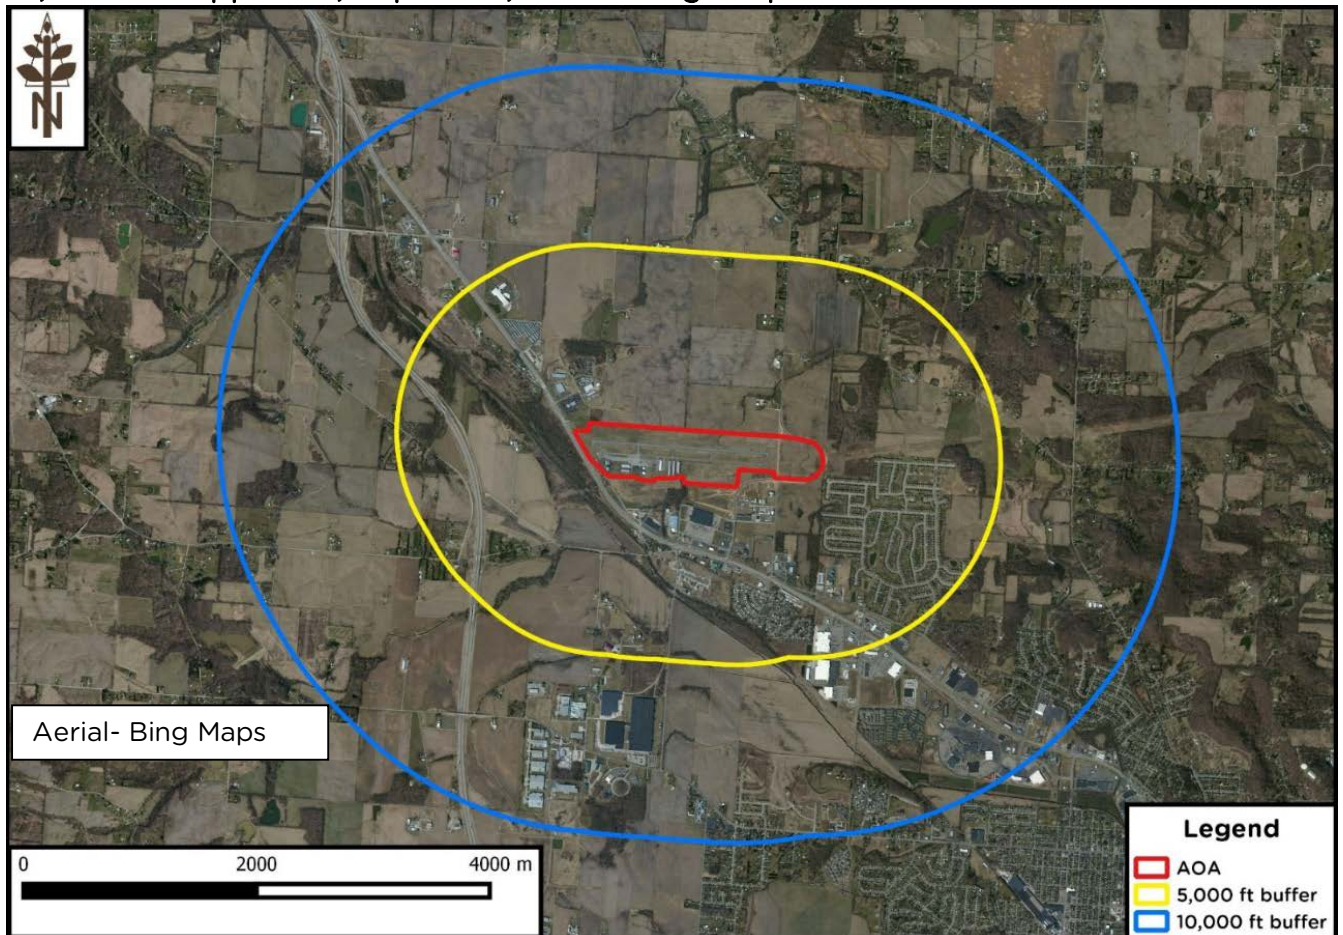 N
Aerial- Bing Maps
0 2000 4000 m
Legend
AOA
5,000 ft buffer
10,000 ft buffer